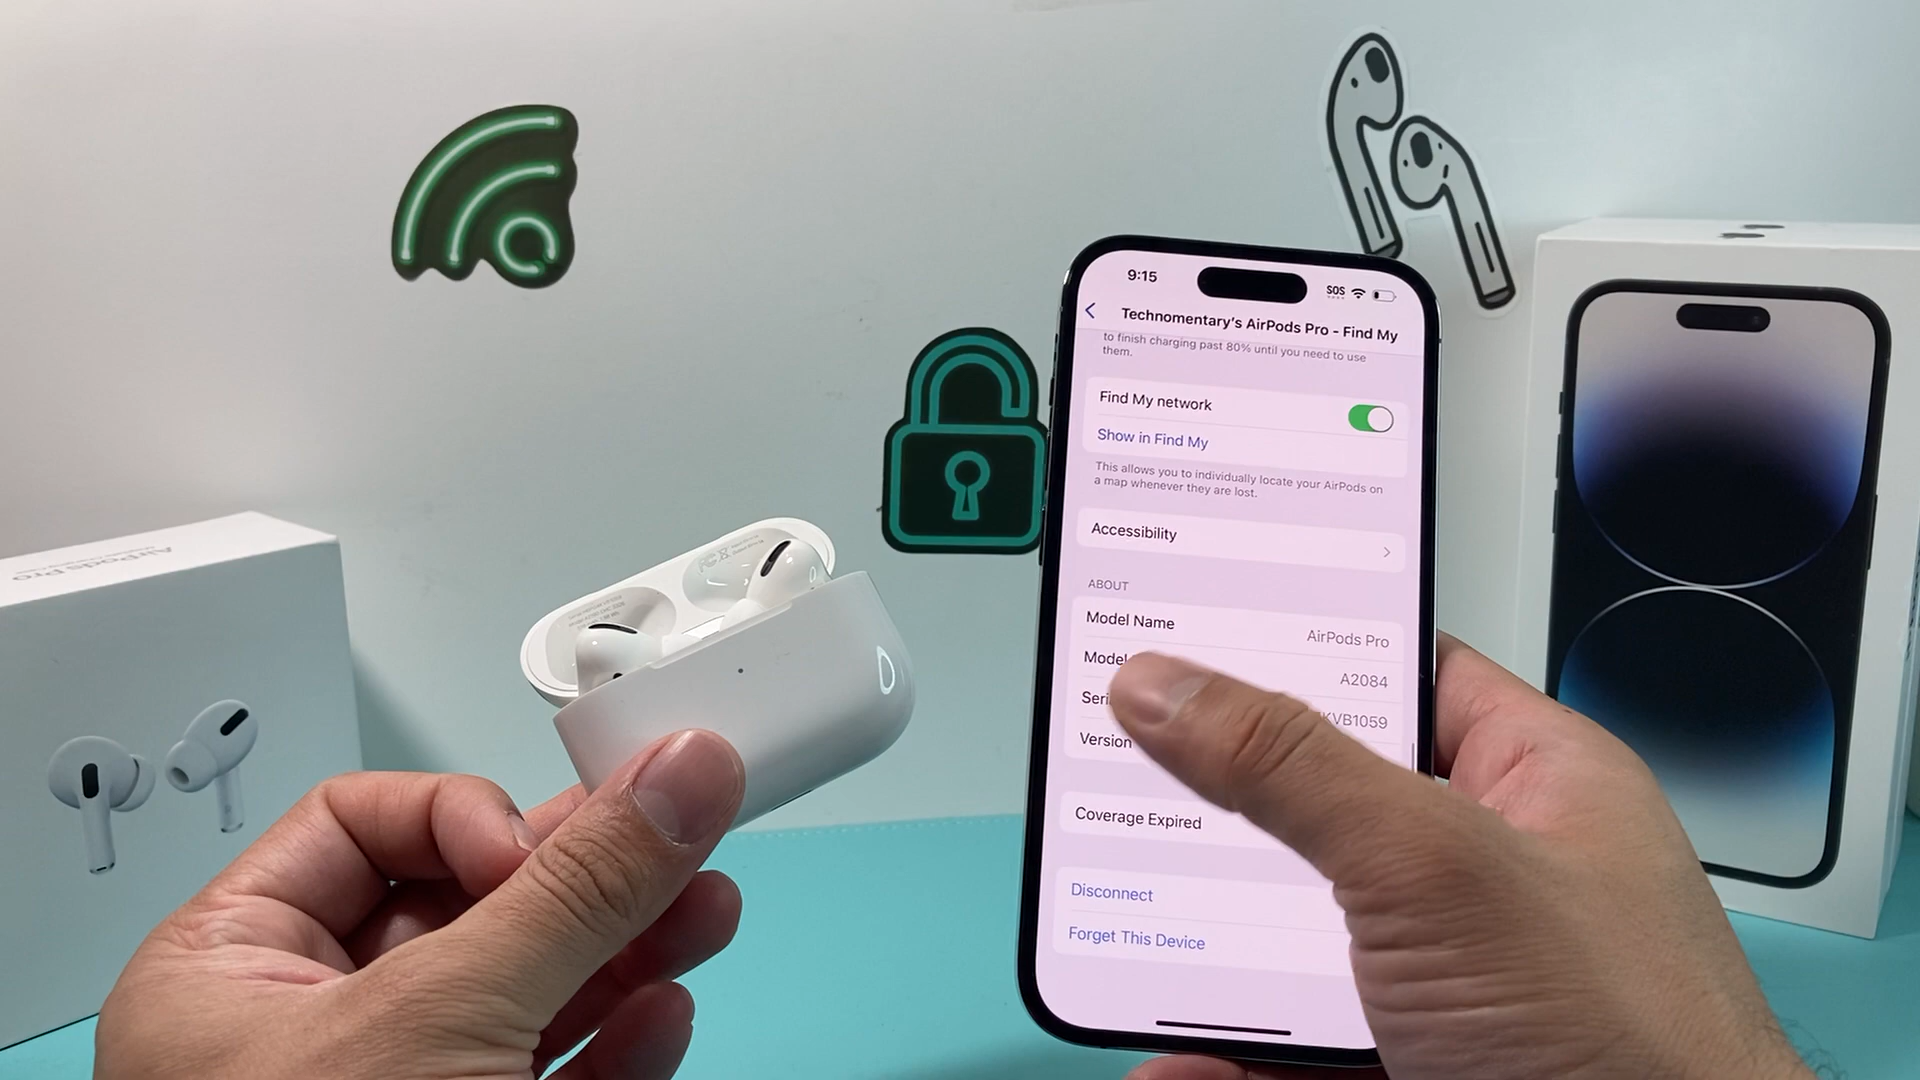 9:15
SOS
Technomentary's AirPods Pro - Find My
to finish charging past 80% until you need to use
them.
Find My network
Show in Find My
This allows you to individually locate your AirPods on
a map whenever they are lost.
Accessibility
ABOUT
Model Name
AirPods Pro
Model
A2084
Seri
KVB1059
Version
Coverage Expired
Disconnect
Forget This Device
AirPods Pro